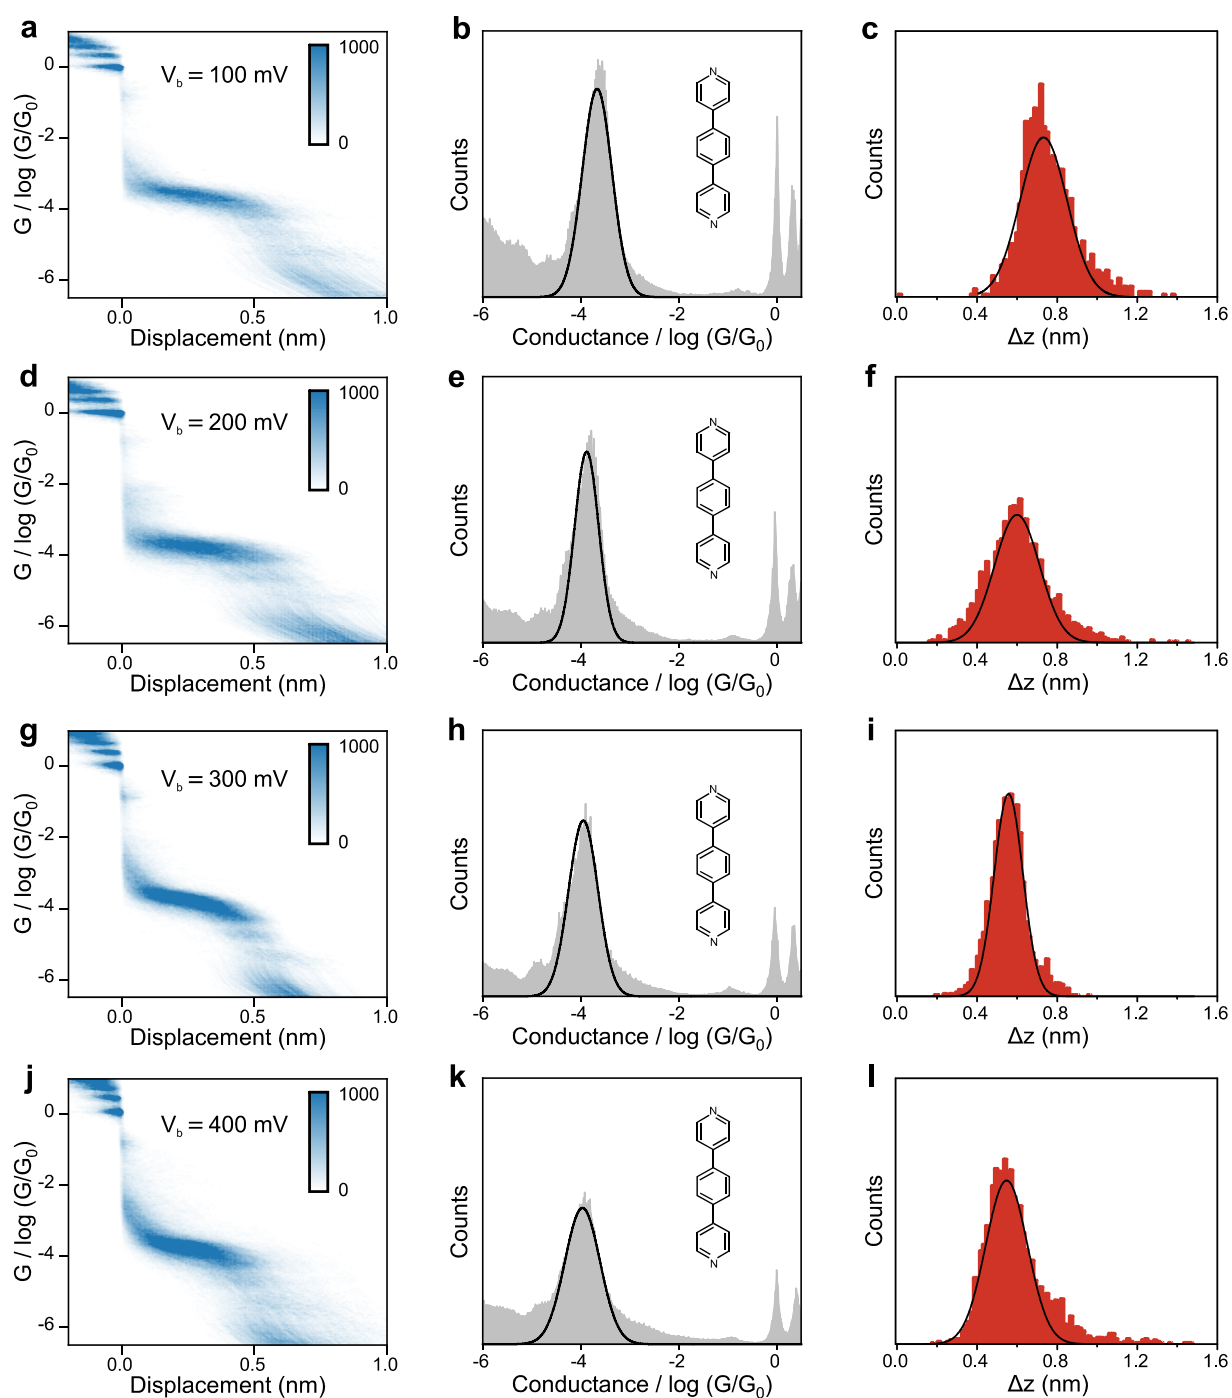 a
G / log (G/G0)
0
-2
-4
-6
V_b = 100 mV
1000
0
0.0 0.5 1.0
Displacement (nm)
b
Counts
N
N
-6 -4 -2 0
Conductance / log (G/G0)
c
Counts
0.0 0.4 0.8 1.2 1.6
Δz (nm)
d
G / log (G/G0)
0
-2
-4
-6
V_b = 200 mV
1000
0
0.0 0.5 1.0
Displacement (nm)
e
Counts
N
N
-6 -4 -2 0
Conductance / log (G/G0)
f
Counts
0.0 0.4 0.8 1.2 1.6
Δz (nm)
g
G / log (G/G0)
0
-2
-4
-6
V_b = 300 mV
1000
0
0.0 0.5 1.0
Displacement (nm)
h
Counts
N
N
-6 -4 -2 0
Conductance / log (G/G0)
i
Counts
0.0 0.4 0.8 1.2 1.6
Δz (nm)
j
G / log (G/G0)
0
-2
-4
-6
V_b = 400 mV
1000
0
0.0 0.5 1.0
Displacement (nm)
k
Counts
N
N
-6 -4 -2 0
Conductance / log (G/G0)
l
Counts
0.0 0.4 0.8 1.2 1.6
Δz (nm)